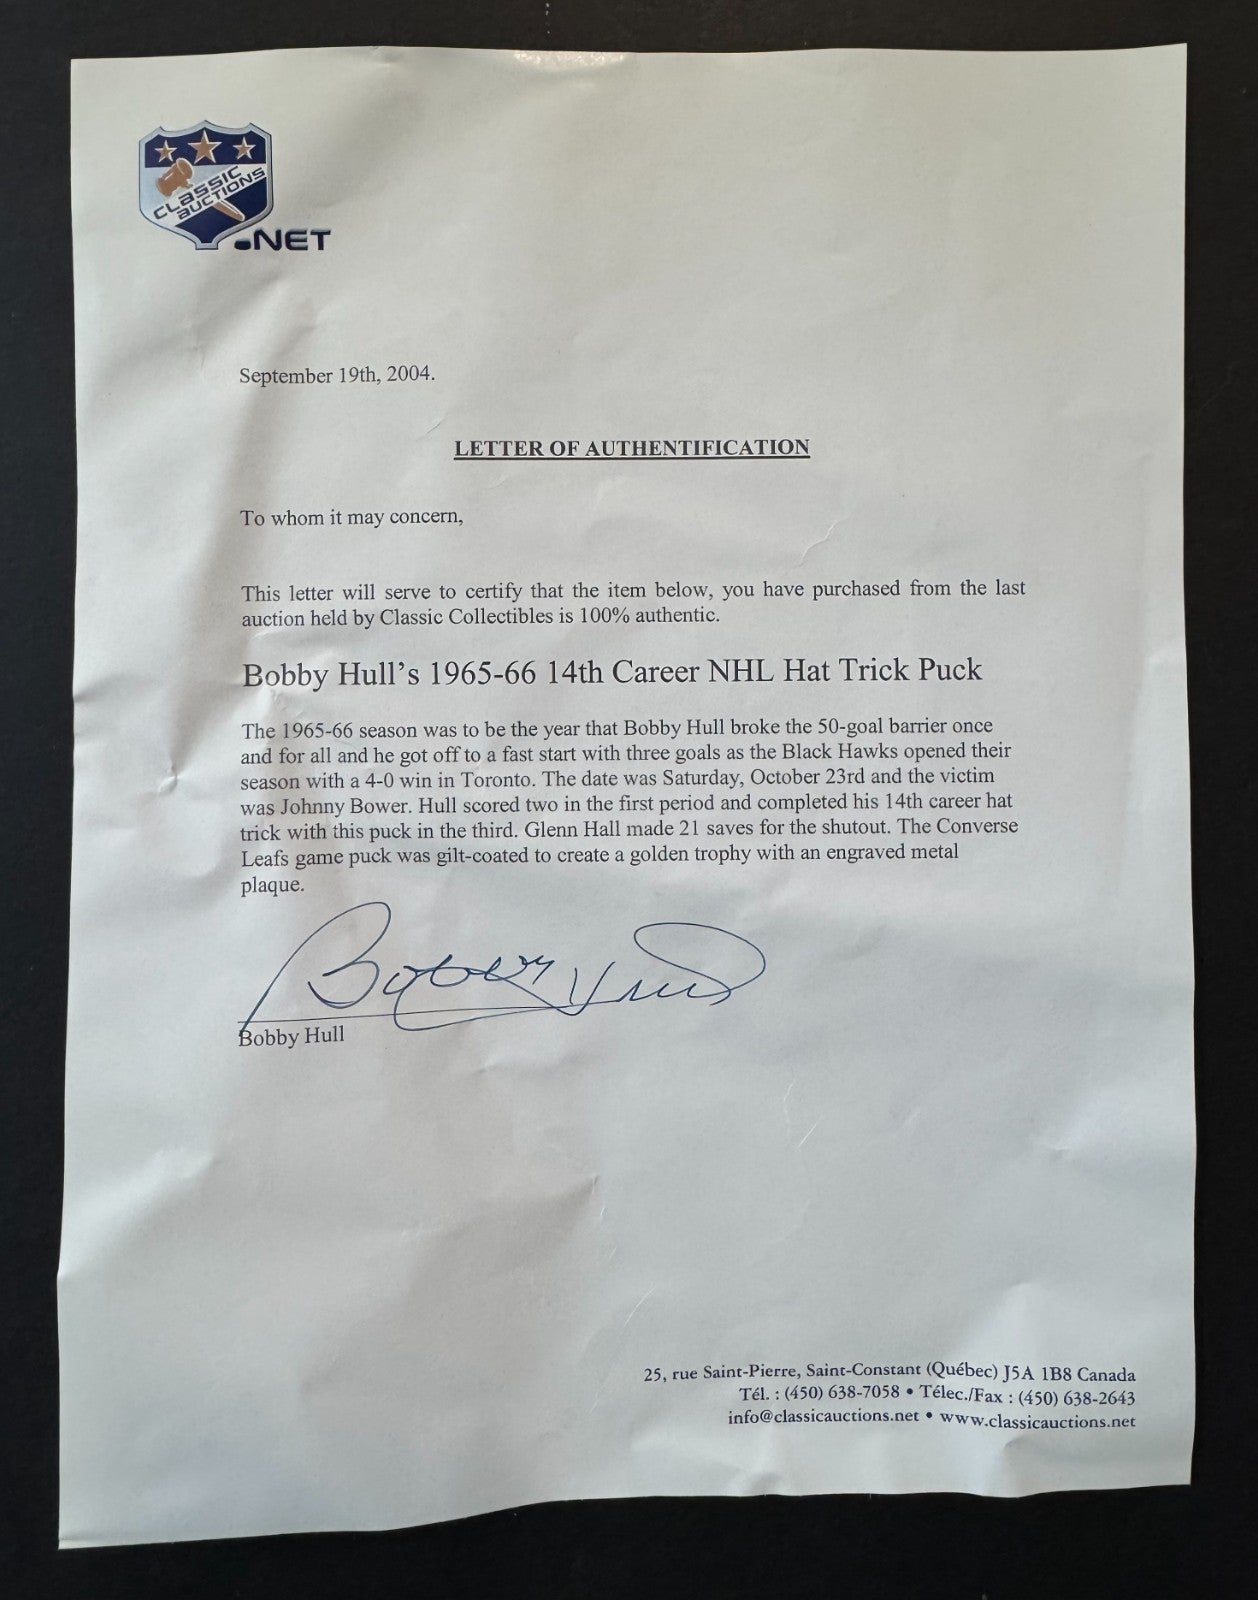 CLASSIC
AUCTIONS
.NET
September 19th, 2004.
LETTER OF AUTHENTIFICATION
To whom it may concern,
This letter will serve to certify that the item below, you have purchased from the last
auction held by Classic Collectibles is 100% authentic.
Bobby Hull's 1965-66 14th Career NHL Hat Trick Puck
The 1965-66 season was to be the year that Bobby Hull broke the 50-goal barrier once
and for all and he got off to a fast start with three goals as the Black Hawks opened their
season with a 4-0 win in Toronto. The date was Saturday, October 23rd and the victim
was Johnny Bower. Hull scored two in the first period and completed his 14th career hat
trick with this puck in the third. Glenn Hall made 21 saves for the shutout. The Converse
Leafs game puck was gilt-coated to create a golden trophy with an engraved metal
plaque.
Bobby Hull
Bobby Hull
25, rue Saint-Pierre, Saint-Constant (Québec) J5A 1B8 Canada
Tél. : (450) 638-7058 • Télec./Fax : (450) 638-2643
info@classicauctions.net • www.classicauctions.net